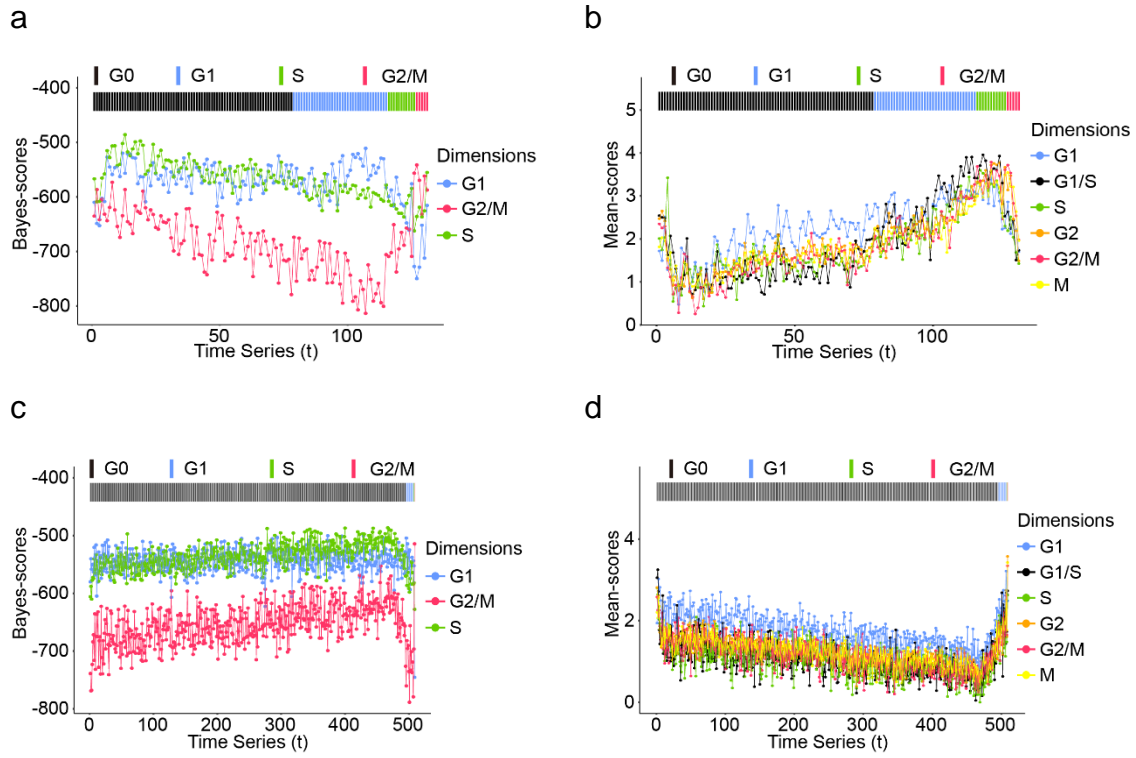 a
G0 G1 S G2/M
-400
-500
-600
-700
-800
Bayes-scores
0 50 100
Time Series (t)
Dimensions
G1
G2/M
S
b
G0 G1 S G2/M
5
4
3
2
1
0
Mean-scores
0 50 100
Time Series (t)
Dimensions
G1
G1/S
S
G2
G2/M
M
c
G0 G1 S G2/M
-400
-500
-600
-700
-800
Bayes-scores
0 100 200 300 400 500
Time Series (t)
Dimensions
G1
G2/M
S
d
G0 G1 S G2/M
4
2
0
Mean-scores
0 100 200 300 400 500
Time Series (t)
Dimensions
G1
G1/S
S
G2
G2/M
M